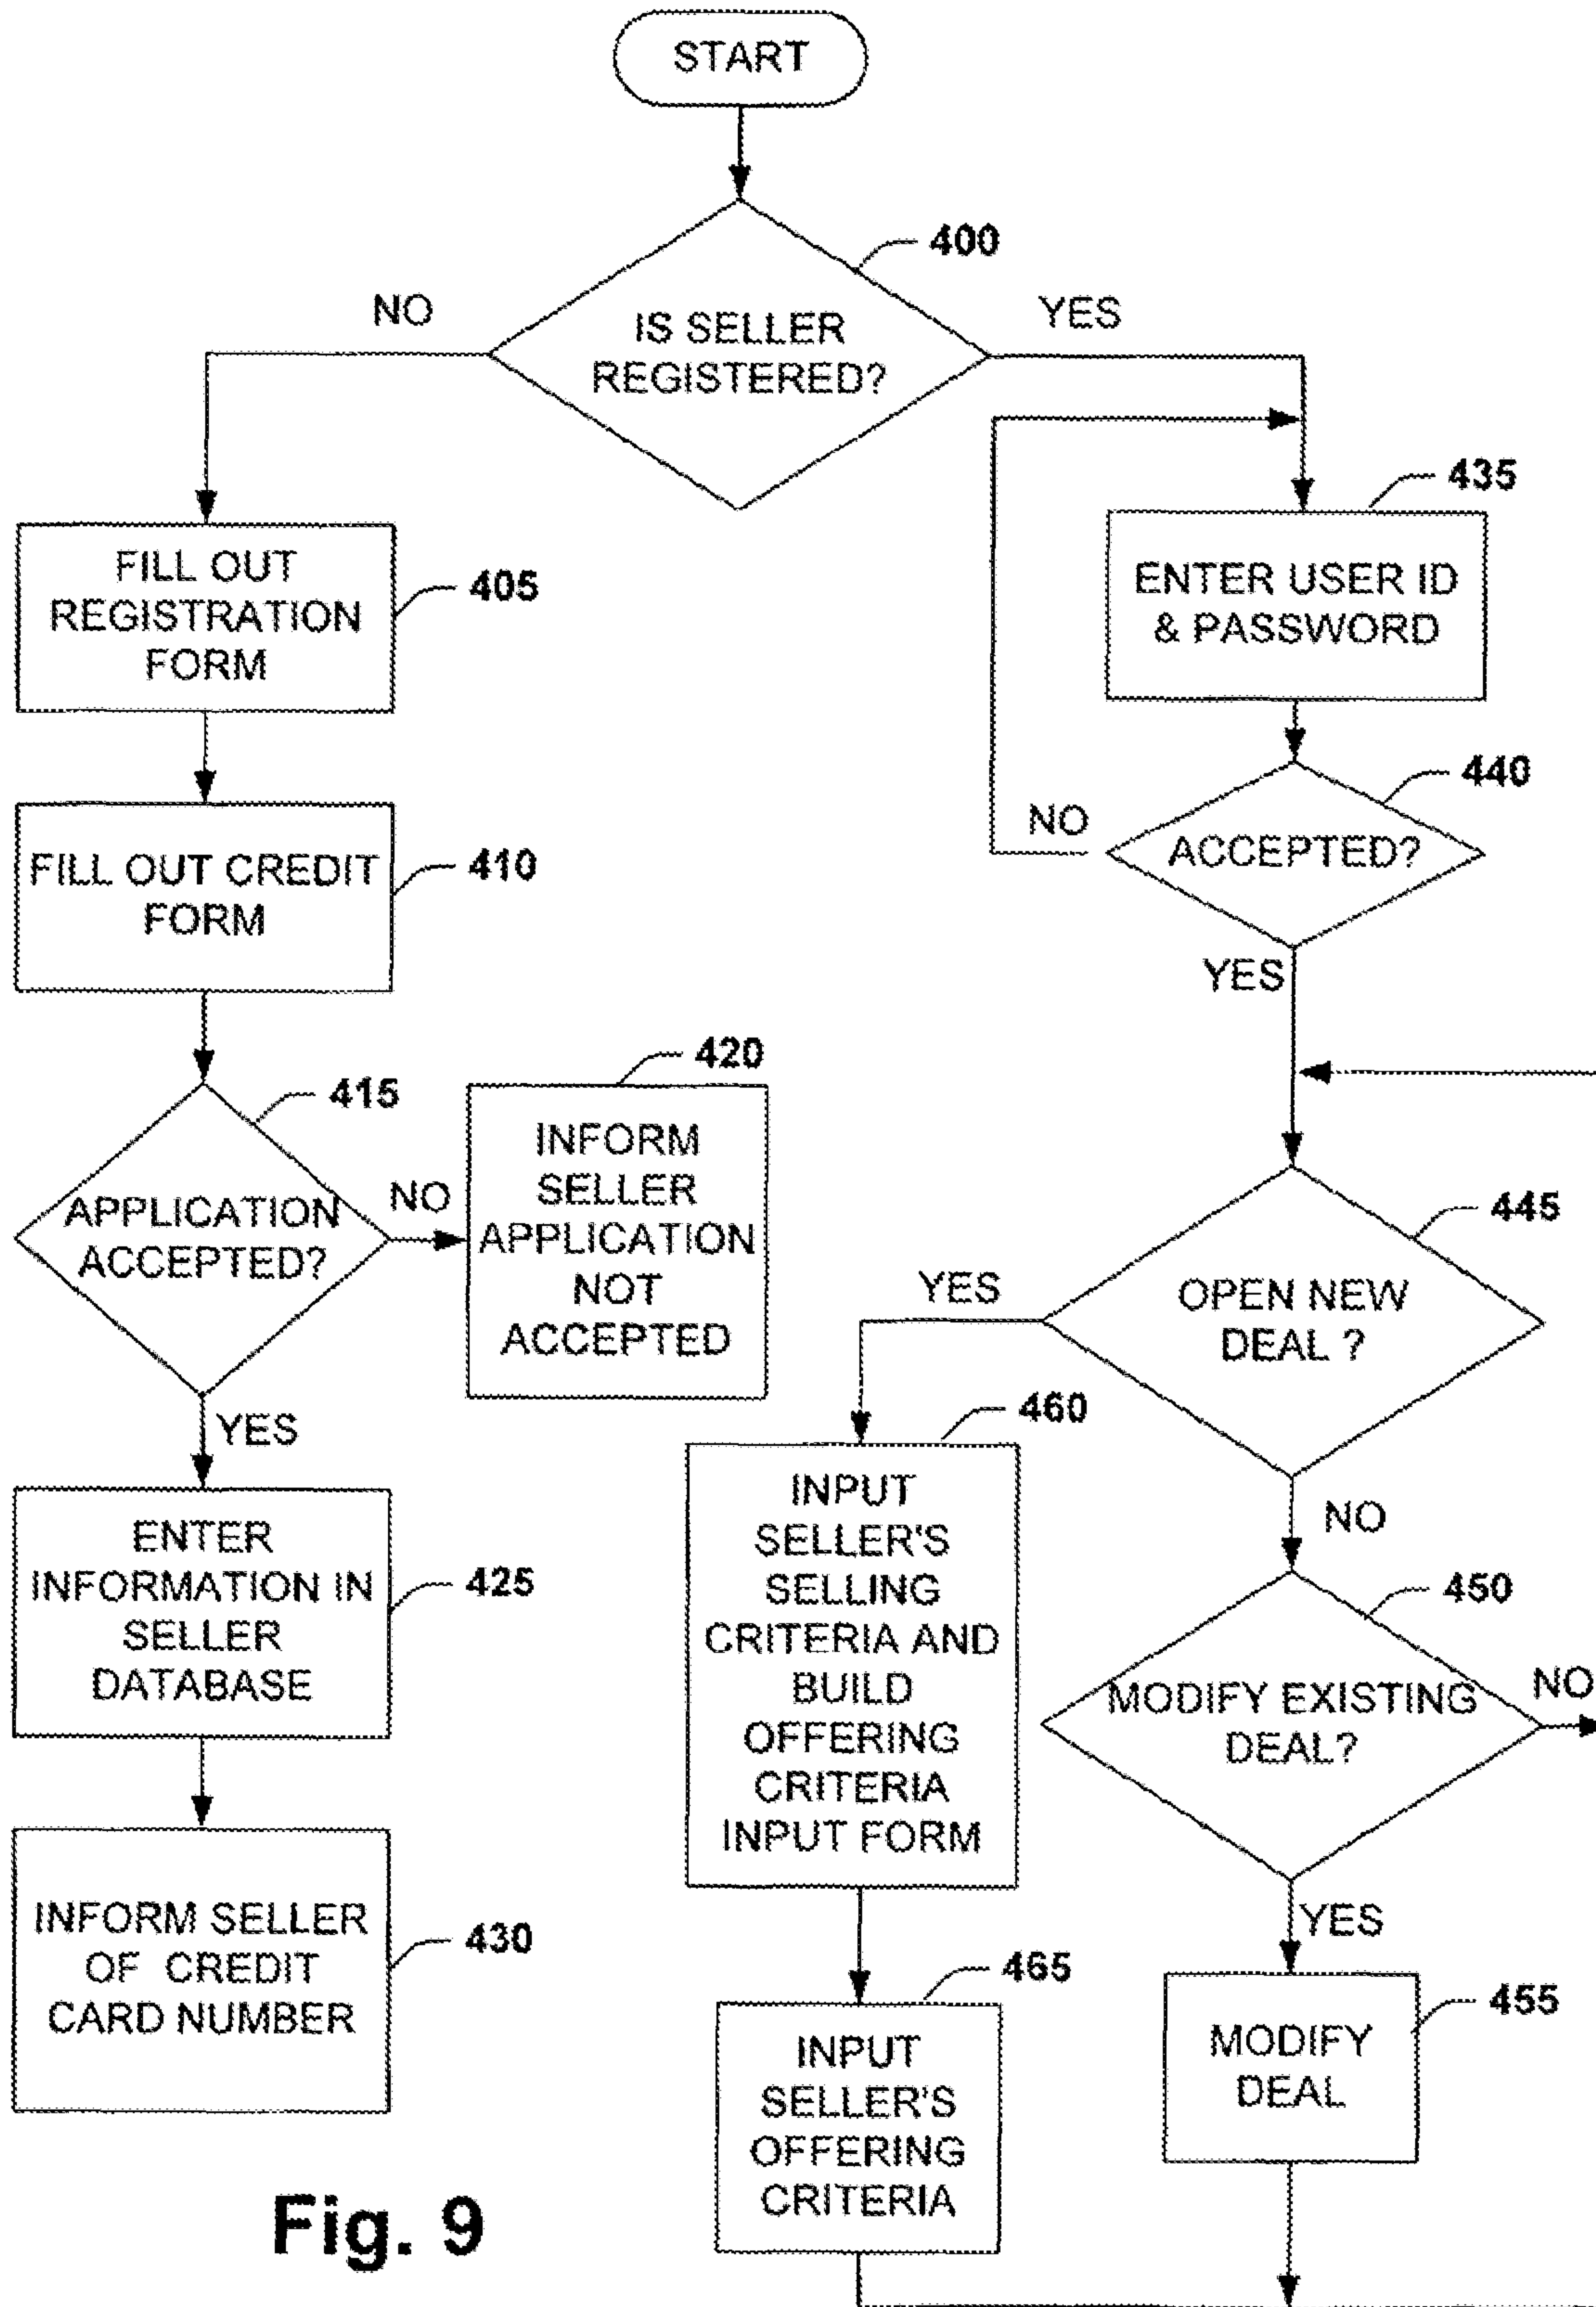 START
400
NO
YES
IS SELLER
REGISTERED?
435
FILL OUT
REGISTRATION
FORM
405
ENTER USER ID
& PASSWORD
440
NO
ACCEPTED?
FILL OUT CREDIT
FORM
410
YES
420
415
INFORM
SELLER
APPLICATION
NOT
ACCEPTED
NO
APPLICATION
ACCEPTED?
445
YES
OPEN NEW
DEAL ?
460
YES
INPUT
SELLER'S
SELLING
CRITERIA AND
BUILD
OFFERING
CRITERIA
INPUT FORM
NO
ENTER
INFORMATION IN
SELLER
DATABASE
425
450
NO
MODIFY EXISTING
DEAL?
YES
INFORM SELLER
OF CREDIT
CARD NUMBER
430
465
455
INPUT
SELLER'S
OFFERING
CRITERIA
MODIFY
DEAL
Fig. 9